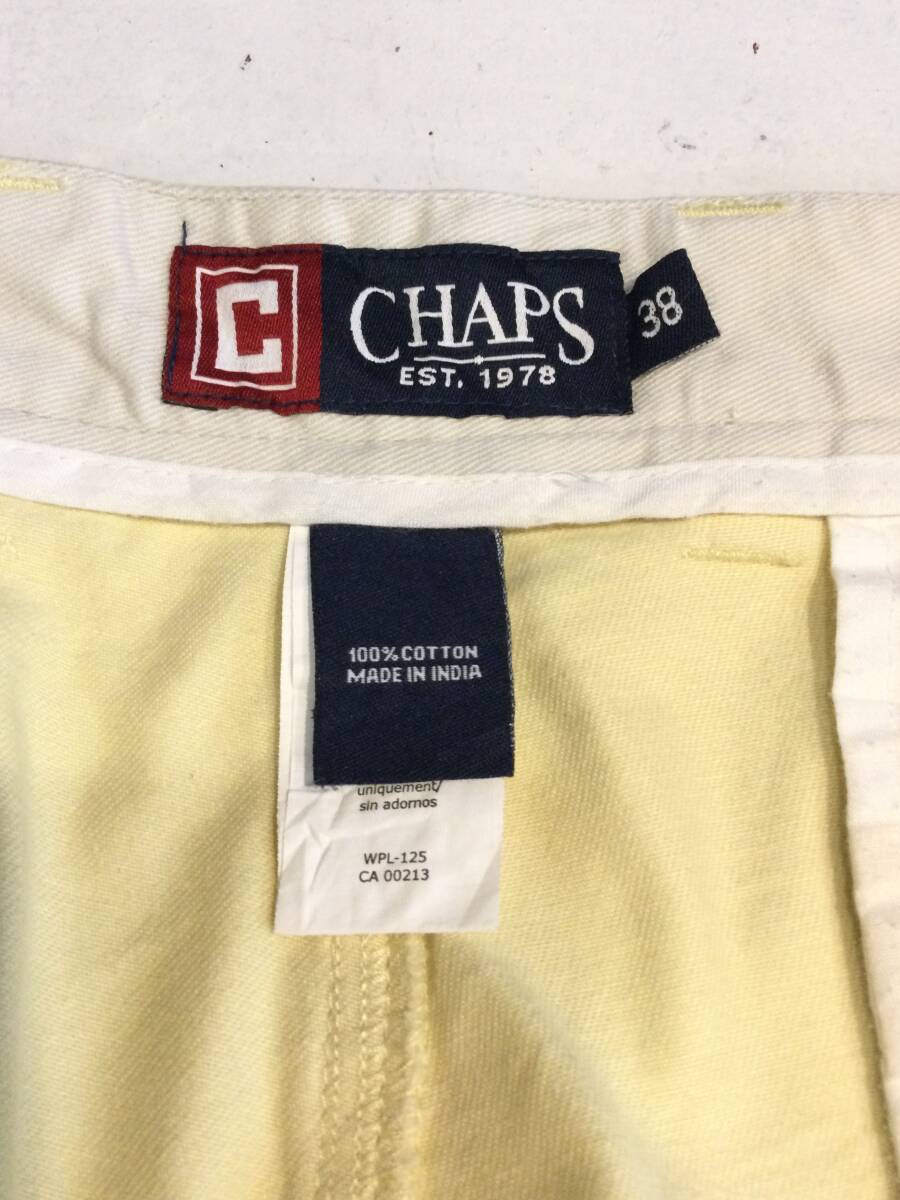 C
CHAPS
EST. 1978
38
100% COTTON
MADE IN INDIA
uniquement/
sin adornos
WPL-125
CA 00213